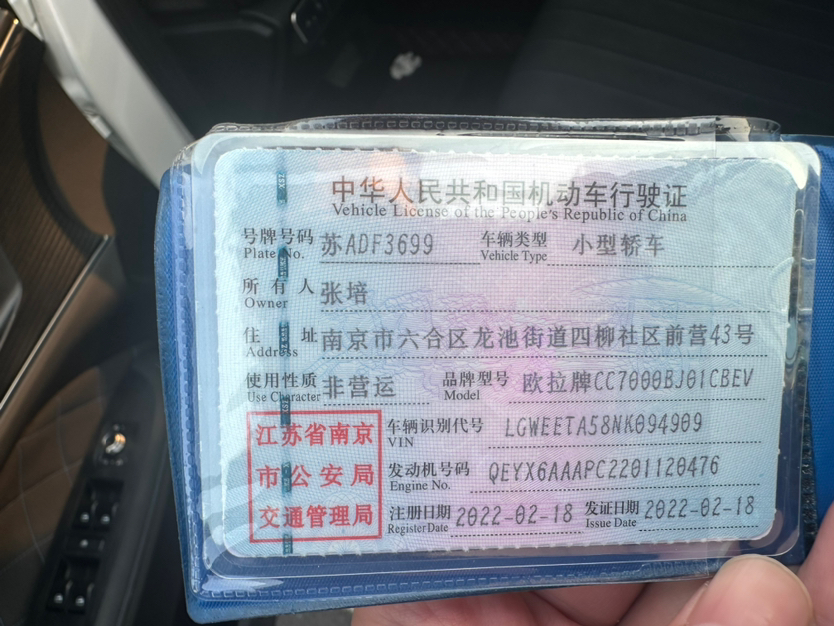 中华人民共和国机动车行驶证
Vehicle License of the People's Republic of China
号牌号码 苏ADF3699 车辆类型 小型轿车
Plate No. Vehicle Type
所有人 张培
Owner
住址 南京市六合区龙池街道四柳社区前营43号
Address
使用性质 非营运 品牌型号 欧拉牌CC7000BJ01CBEV
Use Character Model
江苏省南京
市公安局
交通管理局
车辆识别代号 LGWEETA58NK094909
VIN
发动机号码 QEYX6AAAPC2201120476
Engine No.
注册日期 2022-02-18 发证日期 2022-02-18
Register Date Issue Date